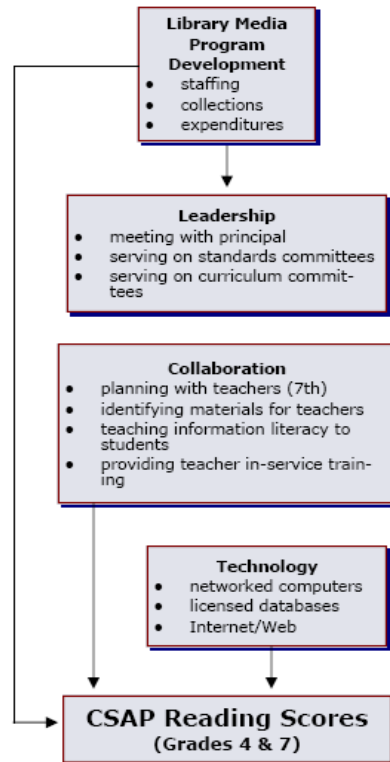 Library Media
Program
Development
• staffing
• collections
• expenditures
Leadership
• meeting with principal
• serving on standards committees
• serving on curriculum commit-
tees
Collaboration
• planning with teachers (7th)
• identifying materials for teachers
• teaching information literacy to
students
• providing teacher in-service train-
ing
Technology
• networked computers
• licensed databases
• Internet/Web
CSAP Reading Scores
(Grades 4 & 7)